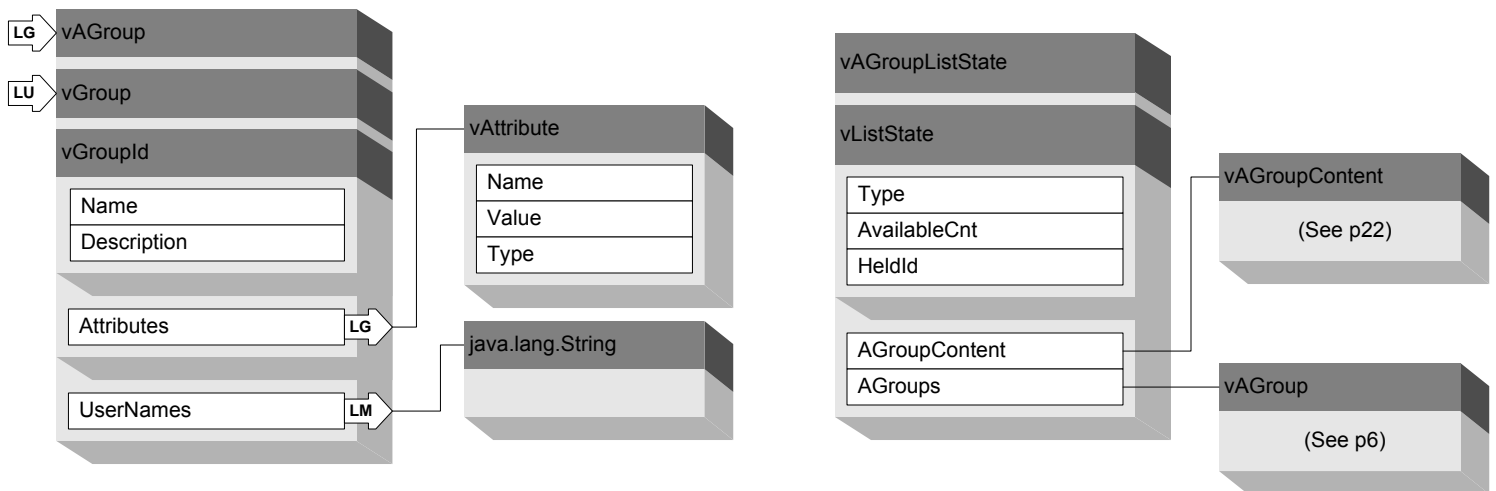 LG vAGroup
LU vGroup
vGroupId
Name
Description
Attributes LG
UserNames LM
vAttribute
Name
Value
Type
java.lang.String
vAGroupListState
vListState
Type
AvailableCnt
HeldId
AGroupContent
AGroups
vAGroupContent
(See p22)
vAGroup
(See p6)